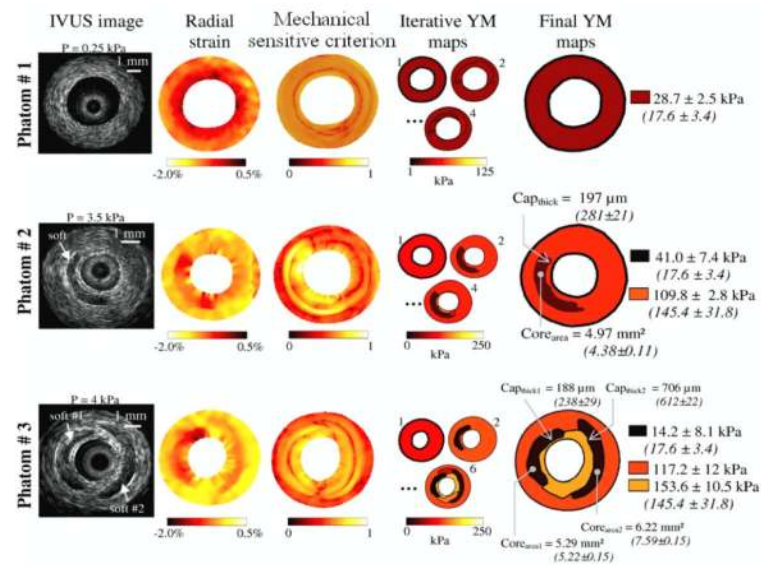 IVUS image
Radial strain
Mechanical sensitive criterion
Iterative YM maps
Final YM maps
Phatom # 1
P = 0.25 kPa
1 mm
-2.0% 0.5%
0 1
1 2
... 4
1 125
kPa
28.7 ± 2.5 kPa
(17.6 ± 3.4)
Phatom # 2
P = 3.5 kPa
soft
1 mm
-2.0% 0.5%
0 1
1 2
... 4
0 250
kPa
Capthick = 197 µm
(281±21)
Corearea = 4.97 mm²
(4.38±0.11)
41.0 ± 7.4 kPa
(17.6 ± 3.4)
109.8 ± 2.8 kPa
(145.4 ± 31.8)
Phatom # 3
P = 4 kPa
soft #1
1 mm
soft #2
-2.0% 0.5%
0 1
1 2
... 6
0 250
kPa
Capthick1 = 188 µm
(238±29)
Capthick2 = 706 µm
(612±22)
Corearea1 = 5.29 mm²
(5.22±0.15)
Corearea2 = 6.22 mm²
(7.59±0.15)
14.2 ± 8.1 kPa
(17.6 ± 3.4)
117.2 ± 12 kPa
153.6 ± 10.5 kPa
(145.4 ± 31.8)